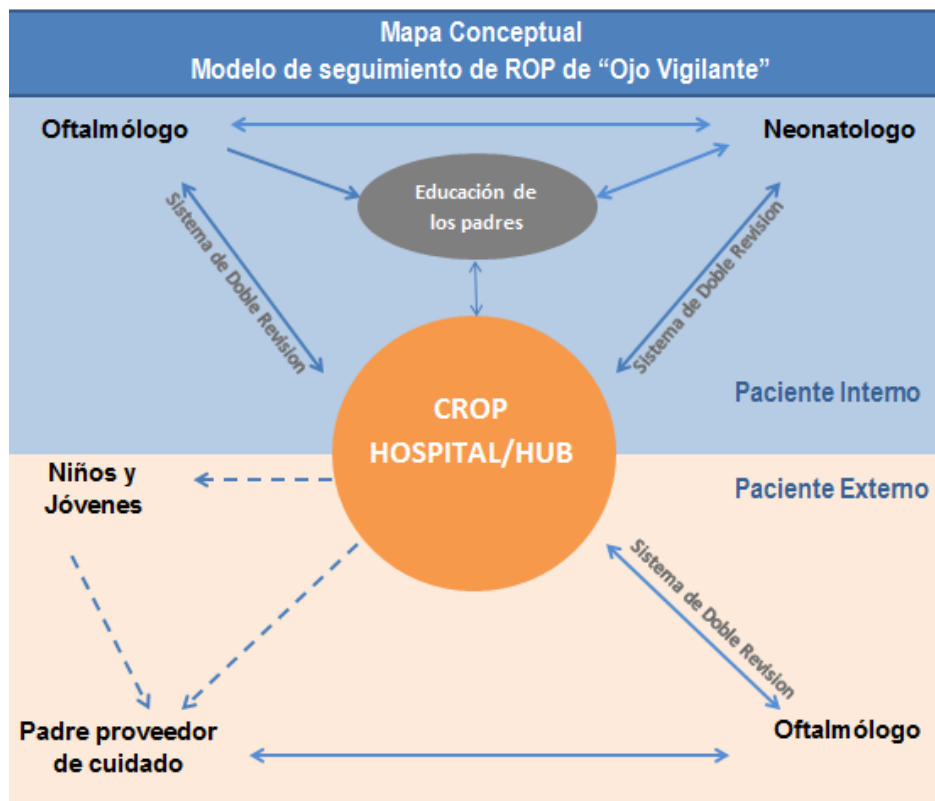 Mapa Conceptual
Modelo de seguimiento de ROP de “Ojo Vigilante”
Oftalmólogo
Neonatologo
Educación de
los padres
Sistema de Doble Revision
Sistema de Doble Revision
CROP
HOSPITAL/HUB
Paciente Interno
Niños y
Jóvenes
Paciente Externo
Sistema de Doble Revision
Padre proveedor
de cuidado
Oftalmólogo